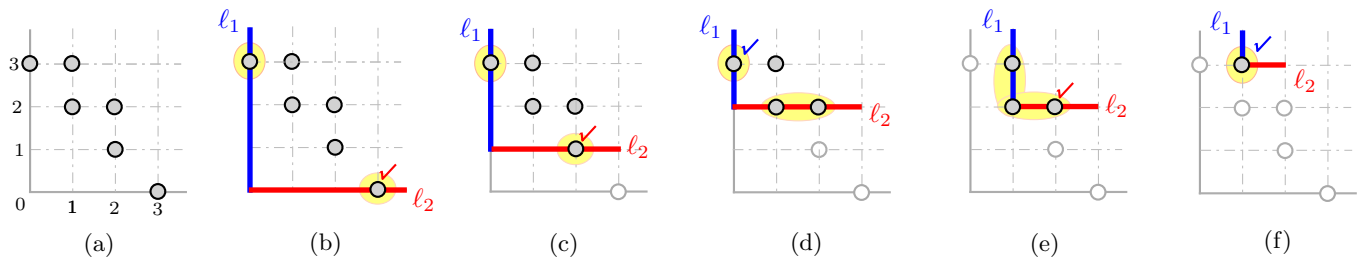 ℓ₁ ℓ₁ ℓ₁ ℓ₁ ℓ₁
3
2
1
ℓ₂ ℓ₂ ℓ₂ ℓ₂ ℓ₂
0 1 2 3
(a) (b) (c) (d) (e) (f)